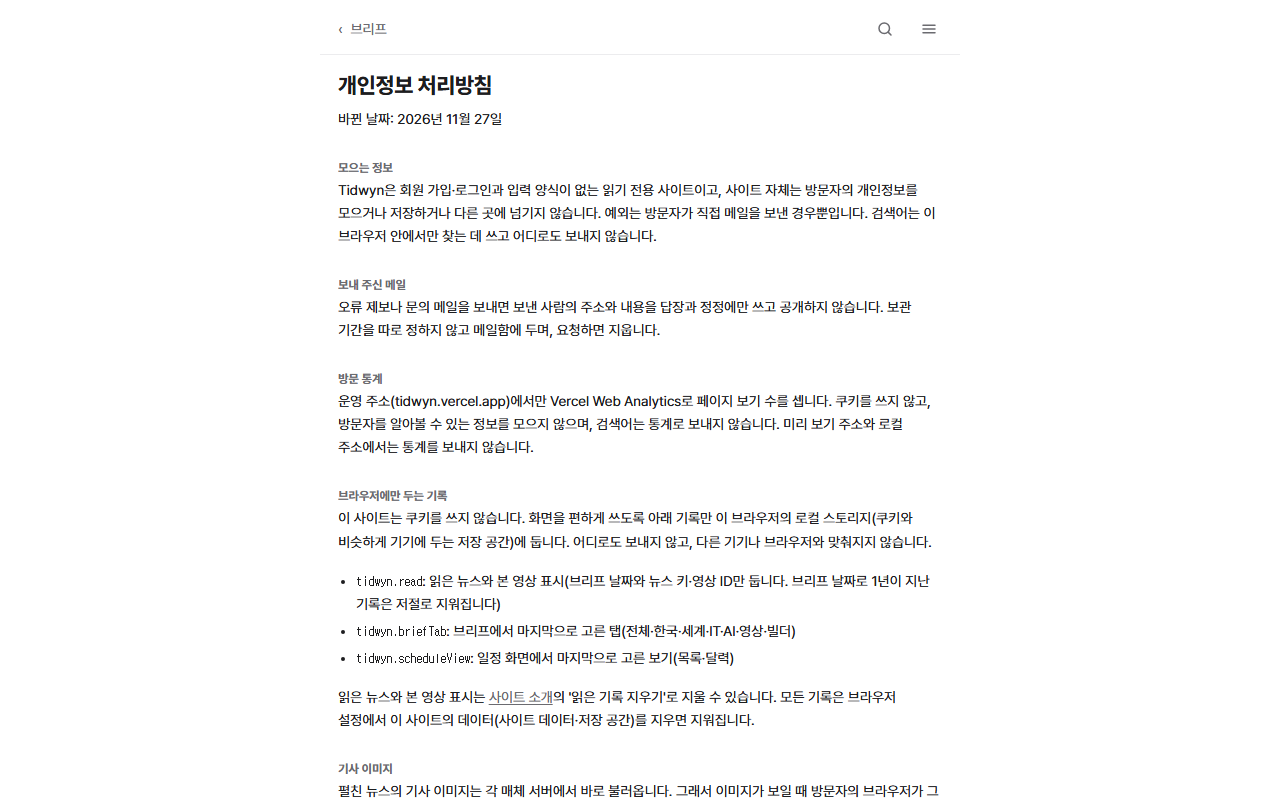 ‹ 브리프
개인정보 처리방침
바뀐 날짜: 2026년 11월 27일
모으는 정보
Tidwyn은 회원 가입·로그인과 입력 양식이 없는 읽기 전용 사이트이고, 사이트 자체는 방문자의 개인정보를
모으거나 저장하거나 다른 곳에 넘기지 않습니다. 예외는 방문자가 직접 메일을 보낸 경우뿐입니다. 검색어는 이
브라우저 안에서만 찾는 데 쓰고 어디로도 보내지 않습니다.
보내 주신 메일
오류 제보나 문의 메일을 보내면 보낸 사람의 주소와 내용을 답장과 정정에만 쓰고 공개하지 않습니다. 보관
기간을 따로 정하지 않고 메일함에 두며, 요청하면 지웁니다.
방문 통계
운영 주소(tidwyn.vercel.app)에서만 Vercel Web Analytics로 페이지 보기 수를 셉니다. 쿠키를 쓰지 않고,
방문자를 알아볼 수 있는 정보를 모으지 않으며, 검색어는 통계로 보내지 않습니다. 미리 보기 주소와 로컬
주소에서는 통계를 보내지 않습니다.
브라우저에만 두는 기록
이 사이트는 쿠키를 쓰지 않습니다. 화면을 편하게 쓰도록 아래 기록만 이 브라우저의 로컬 스토리지(쿠키와
비슷하게 기기에 두는 저장 공간)에 둡니다. 어디로도 보내지 않고, 다른 기기나 브라우저와 맞춰지지 않습니다.
• tidwyn.read: 읽은 뉴스와 본 영상 표시(브리프 날짜와 뉴스 키·영상 ID만 둡니다. 브리프 날짜로 1년이 지난
기록은 저절로 지워집니다)
• tidwyn.briefTab: 브리프에서 마지막으로 고른 탭(전체·한국·세계·IT·AI·영상·빌더)
• tidwyn.scheduleView: 일정 화면에서 마지막으로 고른 보기(목록·달력)
읽은 뉴스와 본 영상 표시는 사이트 소개의 '읽은 기록 지우기'로 지울 수 있습니다. 모든 기록은 브라우저
설정에서 이 사이트의 데이터(사이트 데이터·저장 공간)를 지우면 지워집니다.
기사 이미지
펼친 뉴스의 기사 이미지는 각 매체 서버에서 바로 불러옵니다. 그래서 이미지가 보일 때 방문자의 브라우저가 그